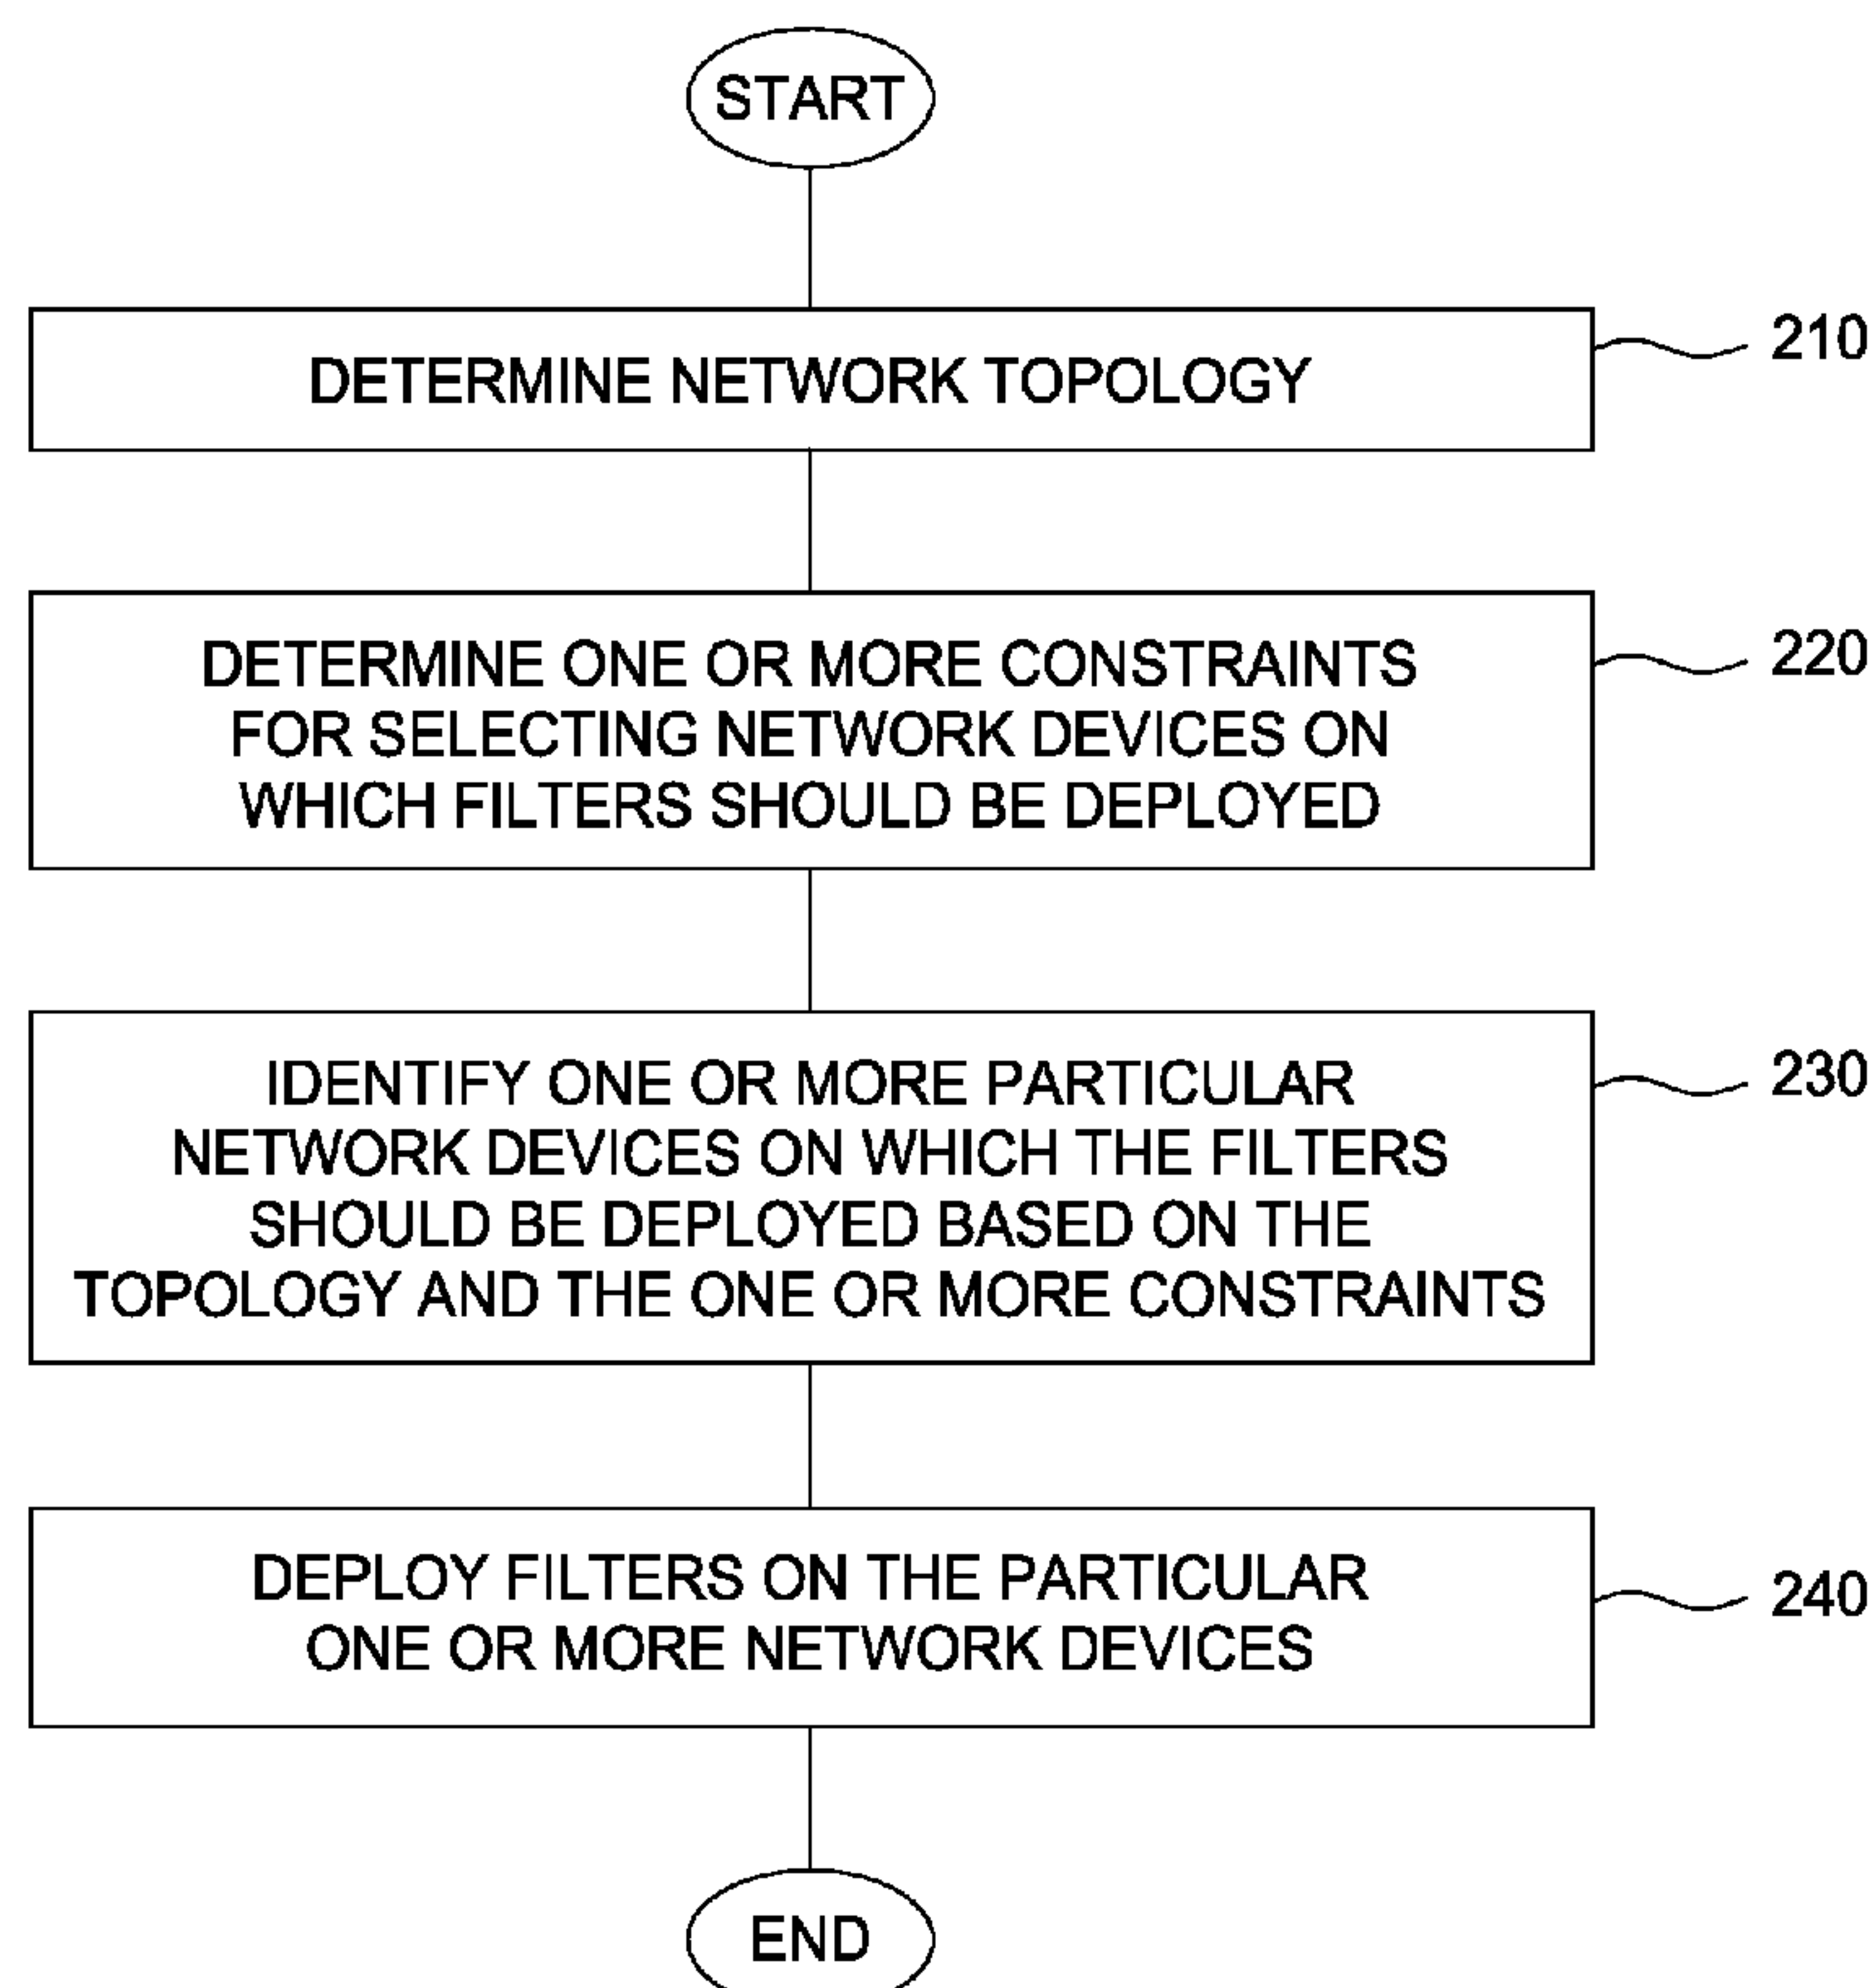 START
DETERMINE NETWORK TOPOLOGY
210
DETERMINE ONE OR MORE CONSTRAINTS
FOR SELECTING NETWORK DEVICES ON
WHICH FILTERS SHOULD BE DEPLOYED
220
IDENTIFY ONE OR MORE PARTICULAR
NETWORK DEVICES ON WHICH THE FILTERS
SHOULD BE DEPLOYED BASED ON THE
TOPOLOGY AND THE ONE OR MORE CONSTRAINTS
230
DEPLOY FILTERS ON THE PARTICULAR
ONE OR MORE NETWORK DEVICES
240
END